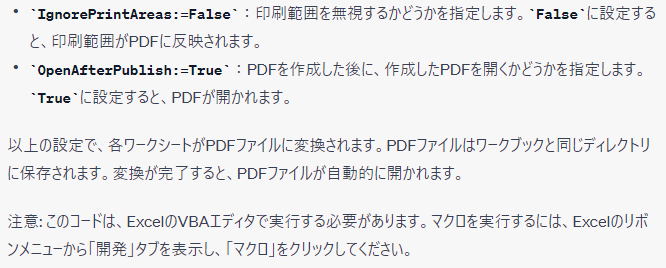 • `IgnorePrintAreas:=False`： 印刷範囲を無視するかどうかを指定します。`False`に設定する
と、印刷範囲がPDFに反映されます。
• `OpenAfterPublish:=True`： PDFを作成した後に、作成したPDFを開くかどうかを指定します。
`True`に設定すると、PDFが開かれます。
以上の設定で、各ワークシートがPDFファイルに変換されます。PDFファイルはワークブックと同じディレクトリ
に保存されます。変換が完了すると、PDFファイルが自動的に開かれます。
注意: このコードは、ExcelのVBAエディタで実行する必要があります。マクロを実行するには、Excelのリボ
ンメニューから「開発」タブを表示し、「マクロ」をクリックしてください。